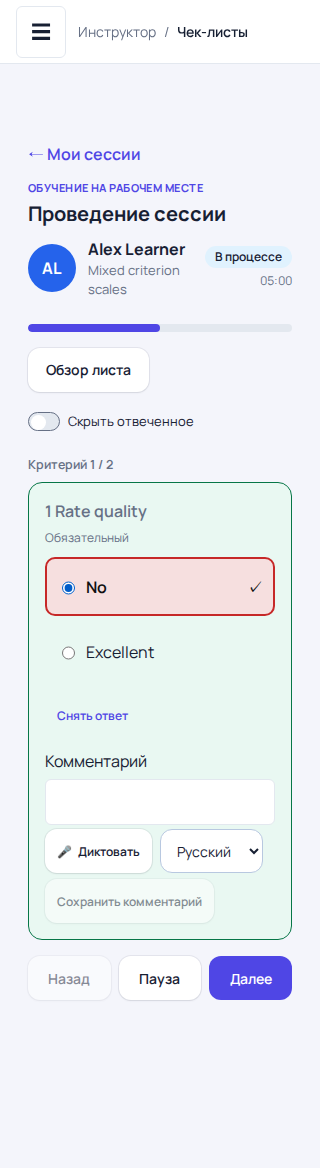 Инструктор / Чек-листы
← Мои сессии
ОБУЧЕНИЕ НА РАБОЧЕМ МЕСТЕ
Проведение сессии
AL
Alex Learner
Mixed criterion
scales
В процессе
05:00
Обзор листа
Скрыть отвеченное
Критерий 1 / 2
1 Rate quality
Обязательный
No ✓
Excellent
Снять ответ
Комментарий
🎤 Диктовать
Русский
Сохранить комментарий
Назад
Пауза
Далее